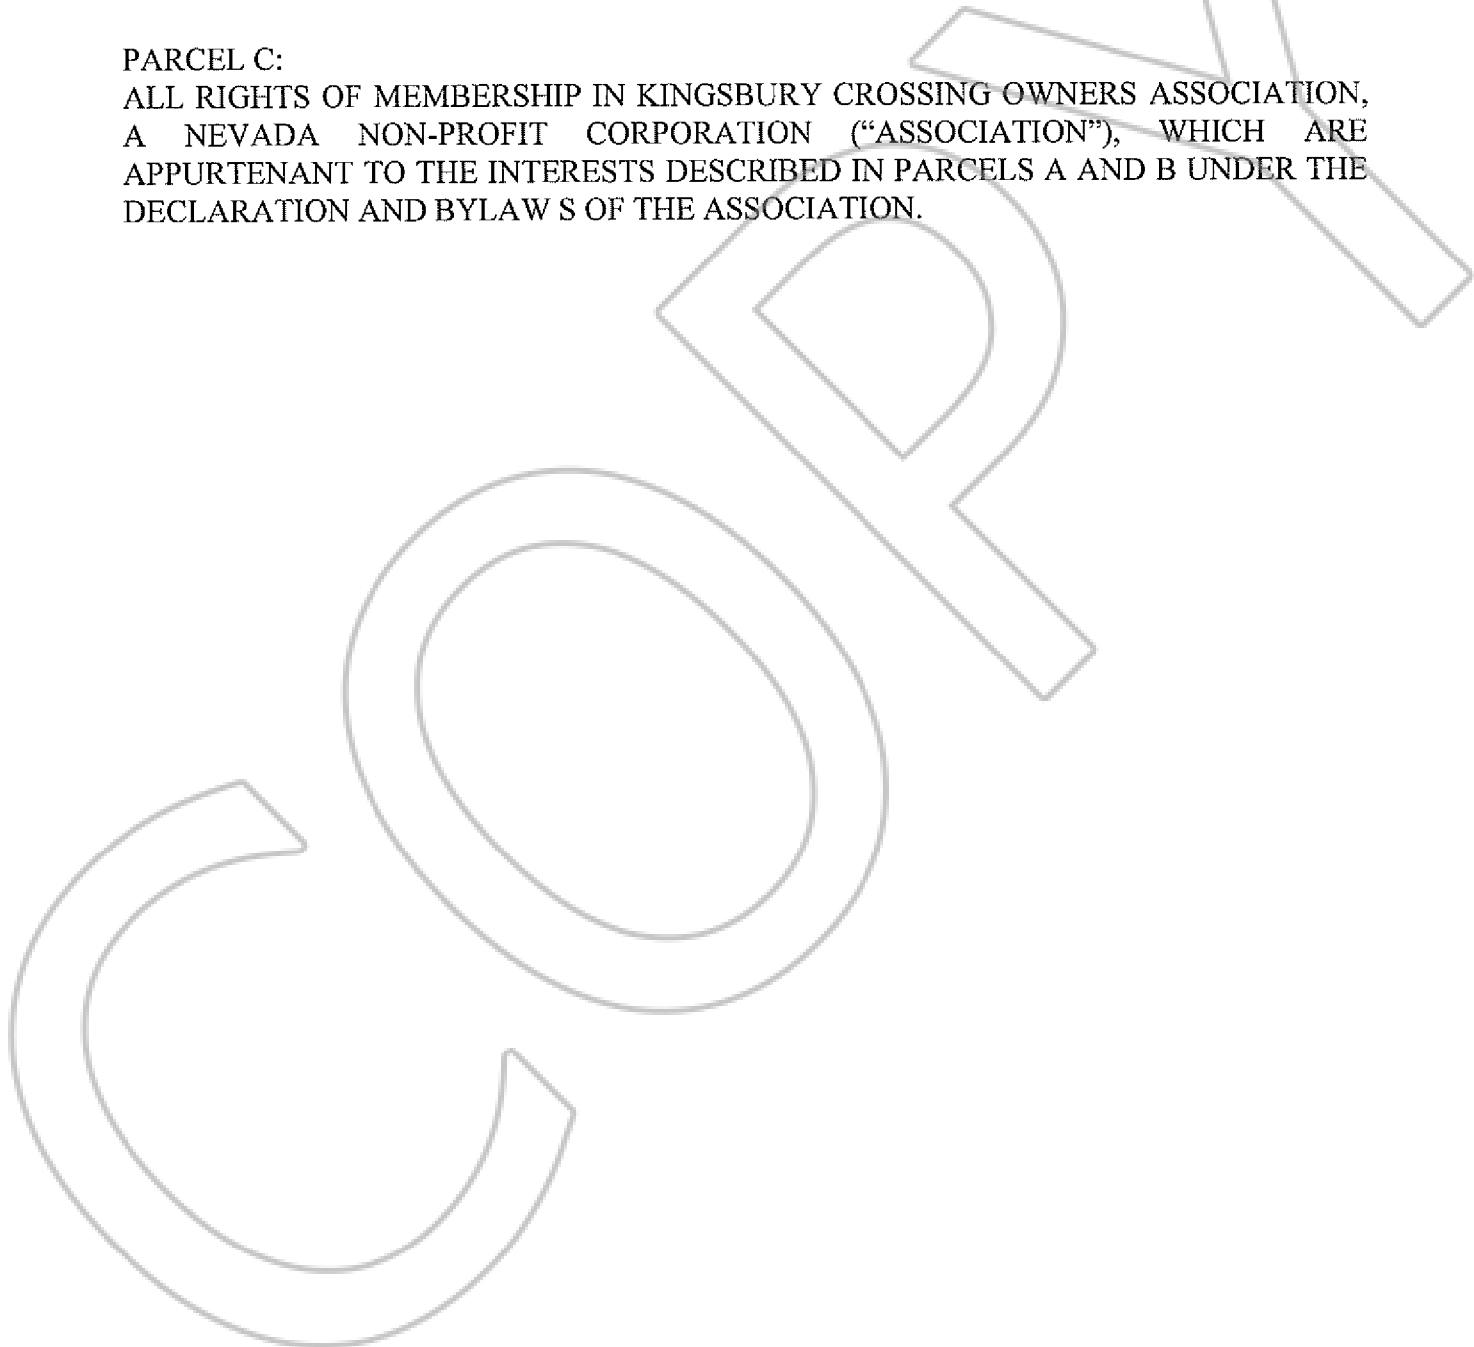 PARCEL C:
ALL RIGHTS OF MEMBERSHIP IN KINGSBURY CROSSING OWNERS ASSOCIATION,
A NEVADA NON-PROFIT CORPORATION (“ASSOCIATION”), WHICH ARE
APPURTENANT TO THE INTERESTS DESCRIBED IN PARCELS A AND B UNDER THE
DECLARATION AND BYLAW S OF THE ASSOCIATION.
COPY